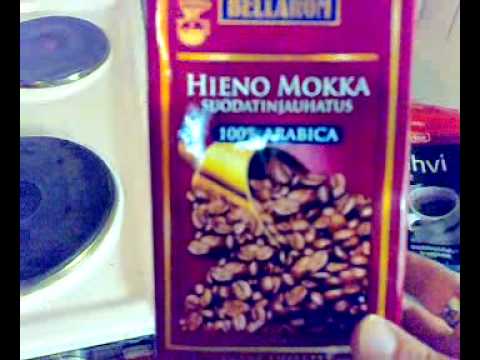 BELLAROM
HIENO MOKKA
SUODATINJAUHATUS
100% ARABICA
hvi